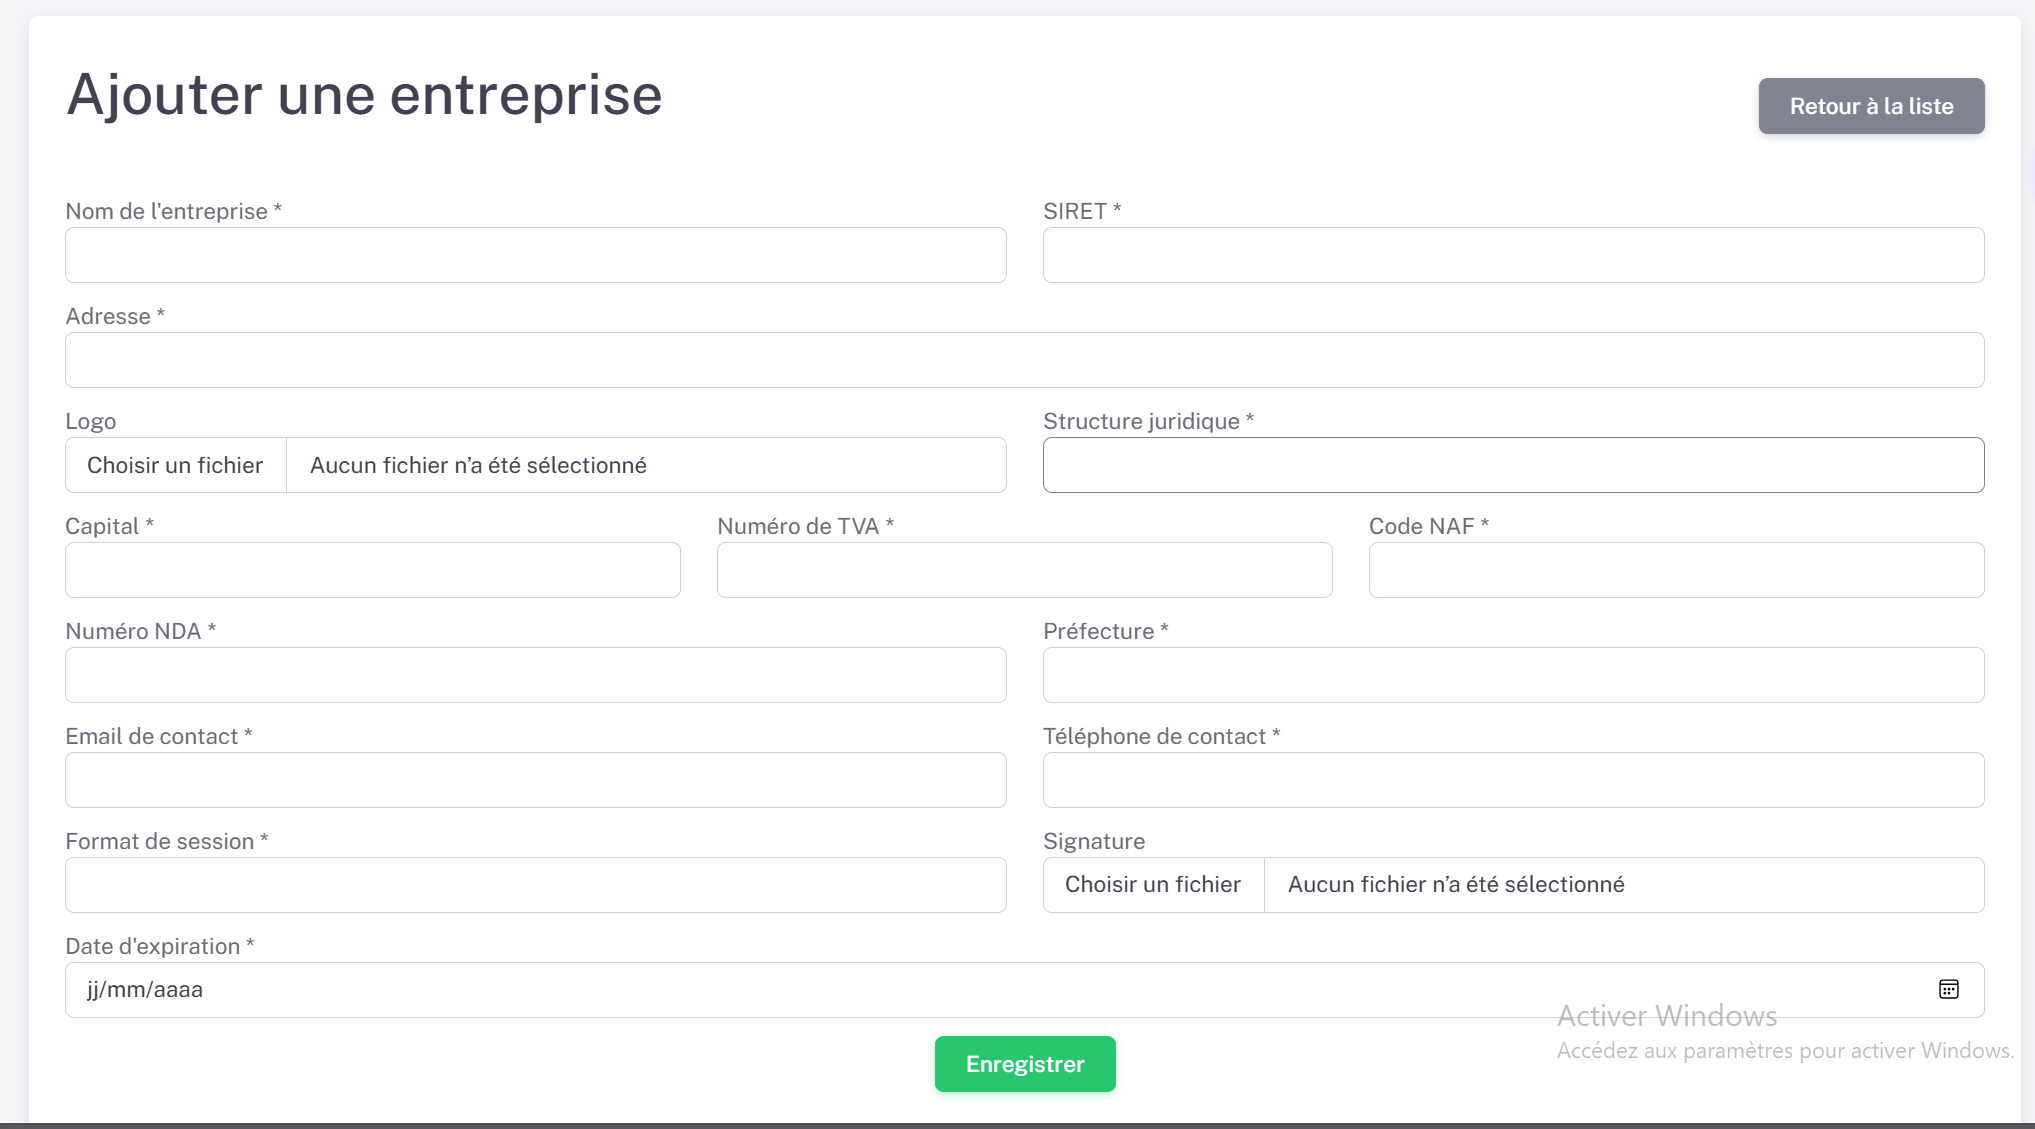 Ajouter une entreprise
Retour à la liste
Nom de l'entreprise *
SIRET *
Adresse *
Logo
Choisir un fichier
Aucun fichier n’a été sélectionné
Structure juridique *
Capital *
Numéro de TVA *
Code NAF *
Numéro NDA *
Préfecture *
Email de contact *
Téléphone de contact *
Format de session *
Signature
Choisir un fichier
Aucun fichier n’a été sélectionné
Date d'expiration *
jj/mm/aaaa
Enregistrer
Activer Windows
Accédez aux paramètres pour activer Windows.